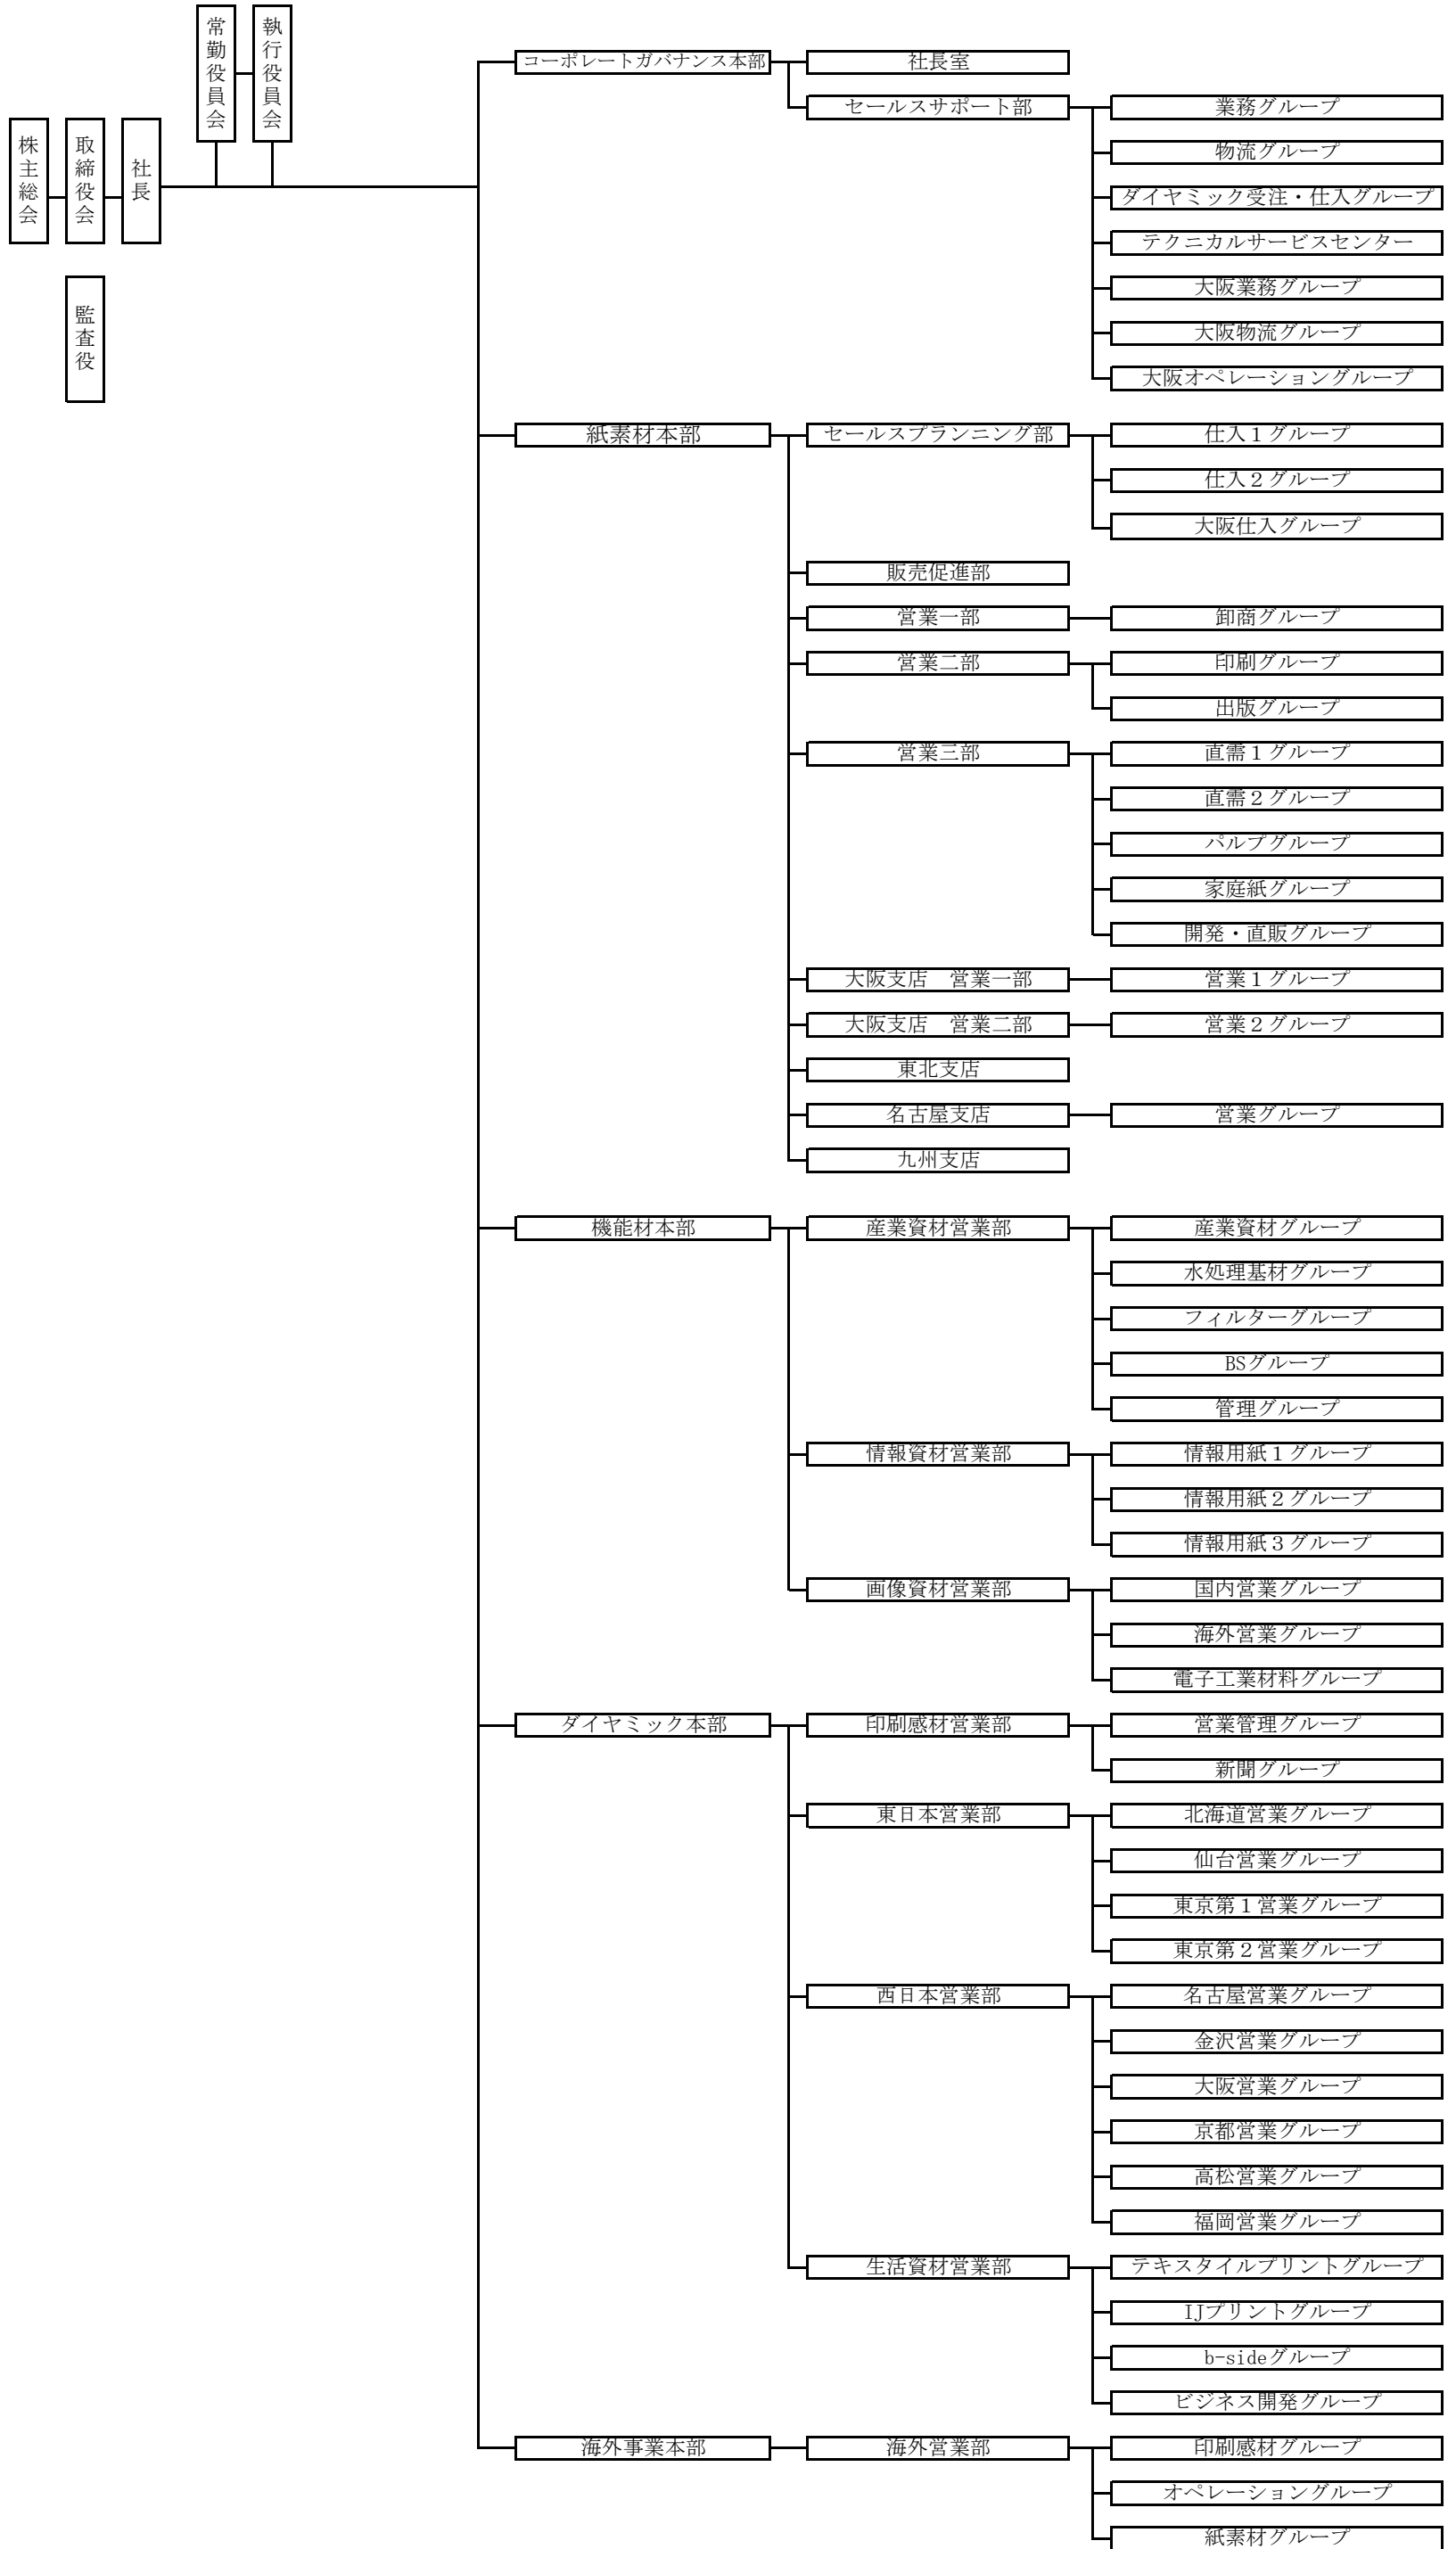 常勤役員会
執行役員会
株主総会
取締役会
社長
監査役
コーポレートガバナンス本部
社長室
セールスサポート部
業務グループ
物流グループ
ダイヤミック受注・仕入グループ
テクニカルサービスセンター
大阪業務グループ
大阪物流グループ
大阪オペレーショングループ
紙素材本部
セールスプランニング部
仕入１グループ
仕入２グループ
大阪仕入グループ
販売促進部
営業一部
卸商グループ
営業二部
印刷グループ
出版グループ
営業三部
直需１グループ
直需２グループ
パルプグループ
家庭紙グループ
開発・直販グループ
大阪支店　営業一部
営業１グループ
大阪支店　営業二部
営業２グループ
東北支店
名古屋支店
営業グループ
九州支店
機能材本部
産業資材営業部
産業資材グループ
水処理基材グループ
フィルターグループ
BSグループ
管理グループ
情報資材営業部
情報用紙１グループ
情報用紙２グループ
情報用紙３グループ
画像資材営業部
国内営業グループ
海外営業グループ
電子工業材料グループ
ダイヤミック本部
印刷感材営業部
営業管理グループ
新聞グループ
東日本営業部
北海道営業グループ
仙台営業グループ
東京第１営業グループ
東京第２営業グループ
西日本営業部
名古屋営業グループ
金沢営業グループ
大阪営業グループ
京都営業グループ
高松営業グループ
福岡営業グループ
生活資材営業部
テキスタイルプリントグループ
IJプリントグループ
b-sideグループ
ビジネス開発グループ
海外事業本部
海外営業部
印刷感材グループ
オペレーショングループ
紙素材グループ